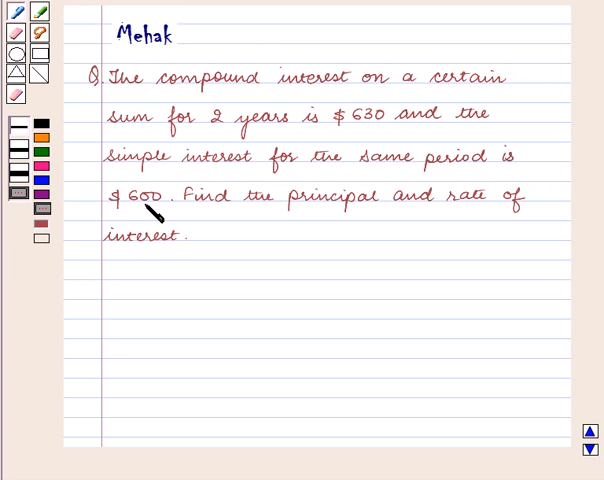 Mehak
Q. The compound interest on a certain
sum for 2 years is $ 630 and the
simple interest for the same period is
$ 600. Find the principal and rate of
interest.